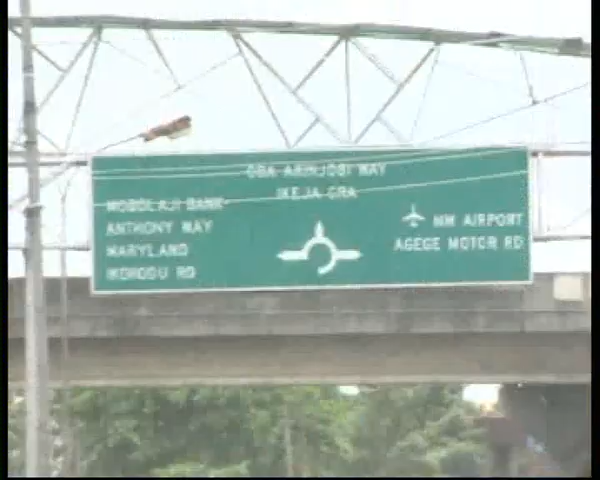 OBA AKINJOBI WAY
IKEJA GRA
MOBOLAJI BANK
ANTHONY WAY
MARYLAND
IKORODU RD
MM AIRPORT
AGEGE MOTOR RD